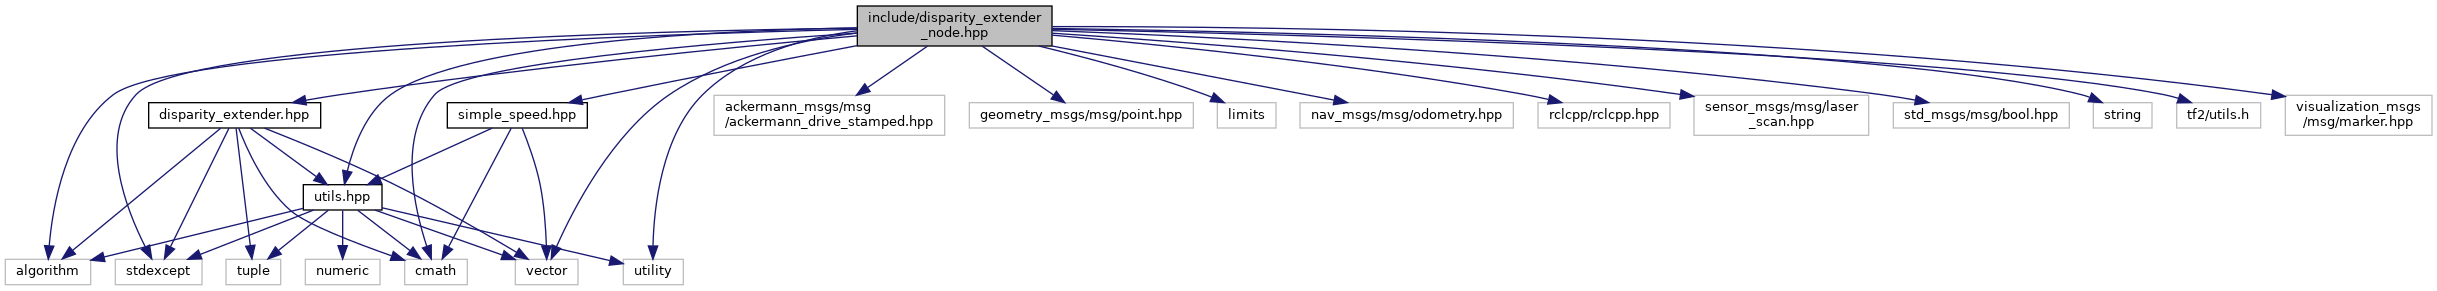 include/disparity_extender
_node.hpp
disparity_extender.hpp
simple_speed.hpp
ackermann_msgs/msg
/ackermann_drive_stamped.hpp
geometry_msgs/msg/point.hpp
limits
nav_msgs/msg/odometry.hpp
rclcpp/rclcpp.hpp
sensor_msgs/msg/laser
_scan.hpp
std_msgs/msg/bool.hpp
string
tf2/utils.h
visualization_msgs
/msg/marker.hpp
utils.hpp
algorithm
stdexcept
tuple
numeric
cmath
vector
utility